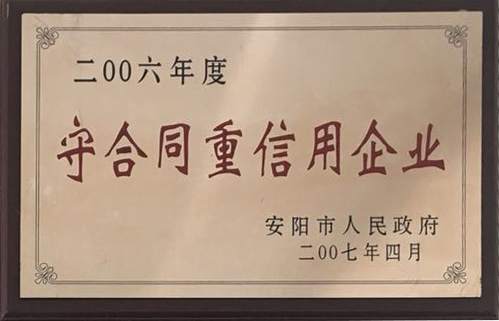 二00六年度
守合同重信用企业
安阳市人民政府
二00七年四月